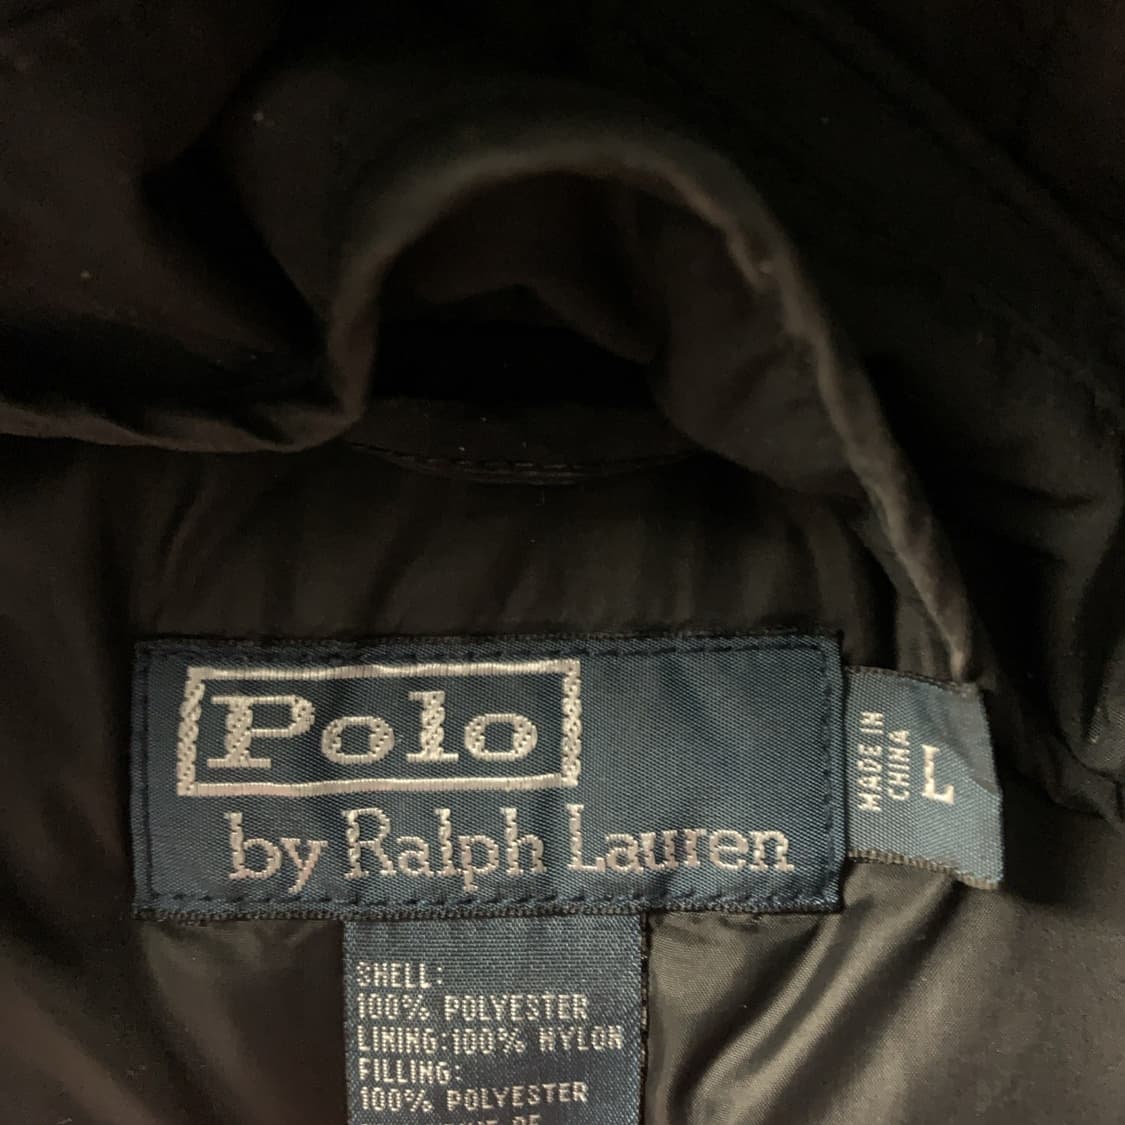 Polo
by Ralph Lauren
MADE IN
CHINA
L
SHELL:
100% POLYESTER
LINING:100% NYLON
FILLING:
100% POLYESTER